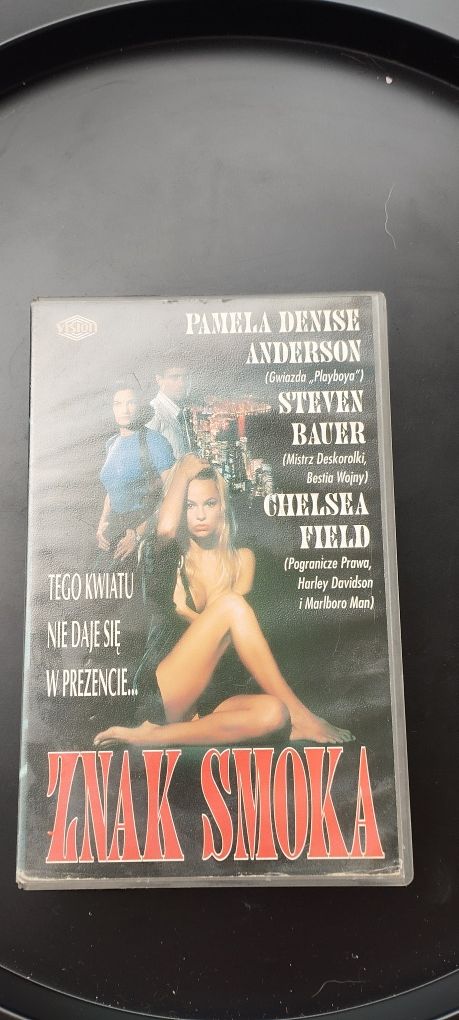 VISION
PAMELA DENISE
ANDERSON
(Gwiazda „Playboya")
STEVEN
BAUER
(Mistrz Deskorolki,
Bestia Wojny)
CHELSEA
FIELD
(Pogranicze Prawa,
Harley Davidson
i Marlboro Man)
TEGO KWIATU
NIE DAJE SIĘ
W PREZENCIE...
ZNAK SMOKA